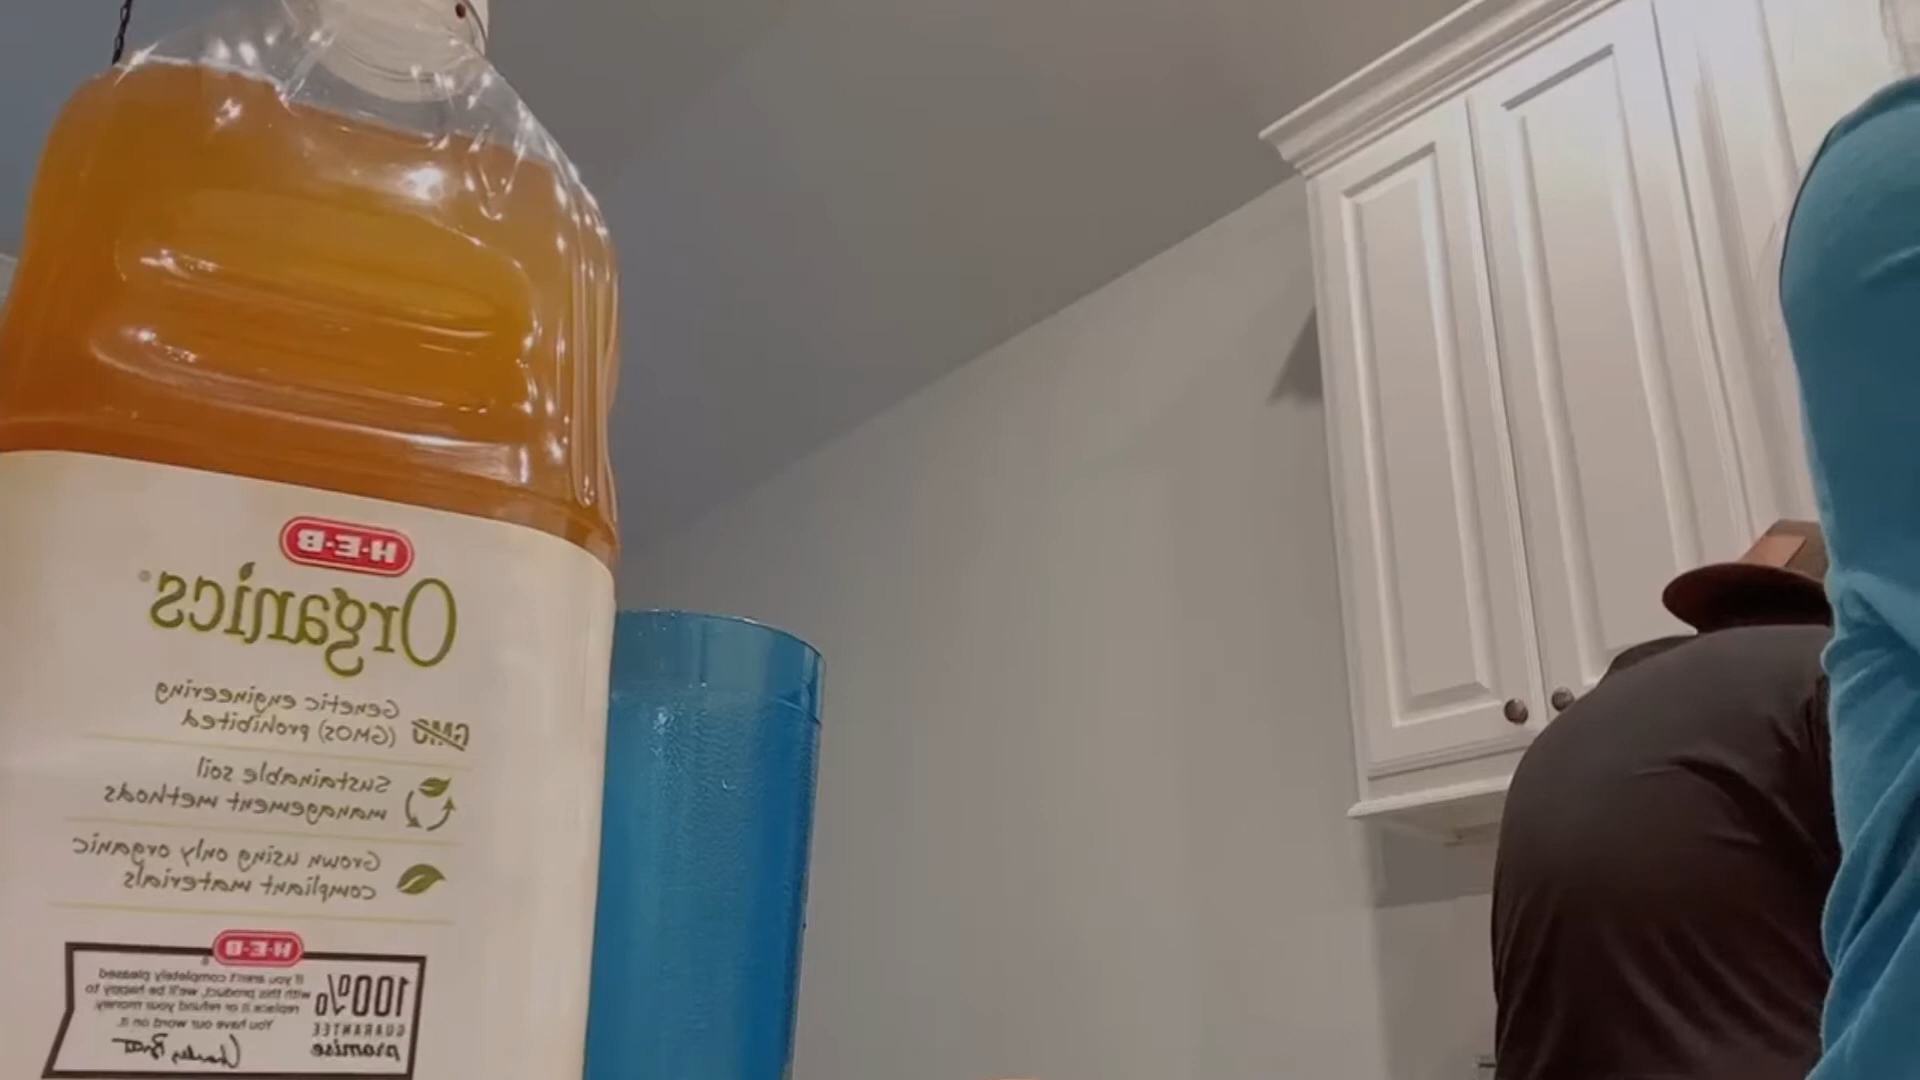 H-E-B
Organics®
GMO
Genetic engineering
(GMOs) prohibited
Sustainable soil
management methods
Grown using only organic
compliant materials
H-E-B
100%
GUARANTEE
promise
If you aren't completely pleased
with this product, we'll be happy to
replace it or refund your money.
You have our word on it.